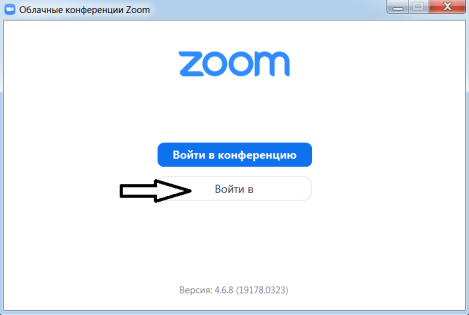 Облачные конференции Zoom
zoom
Войти в конференцию
Войти в
Версия: 4.6.8 (19178.0323)